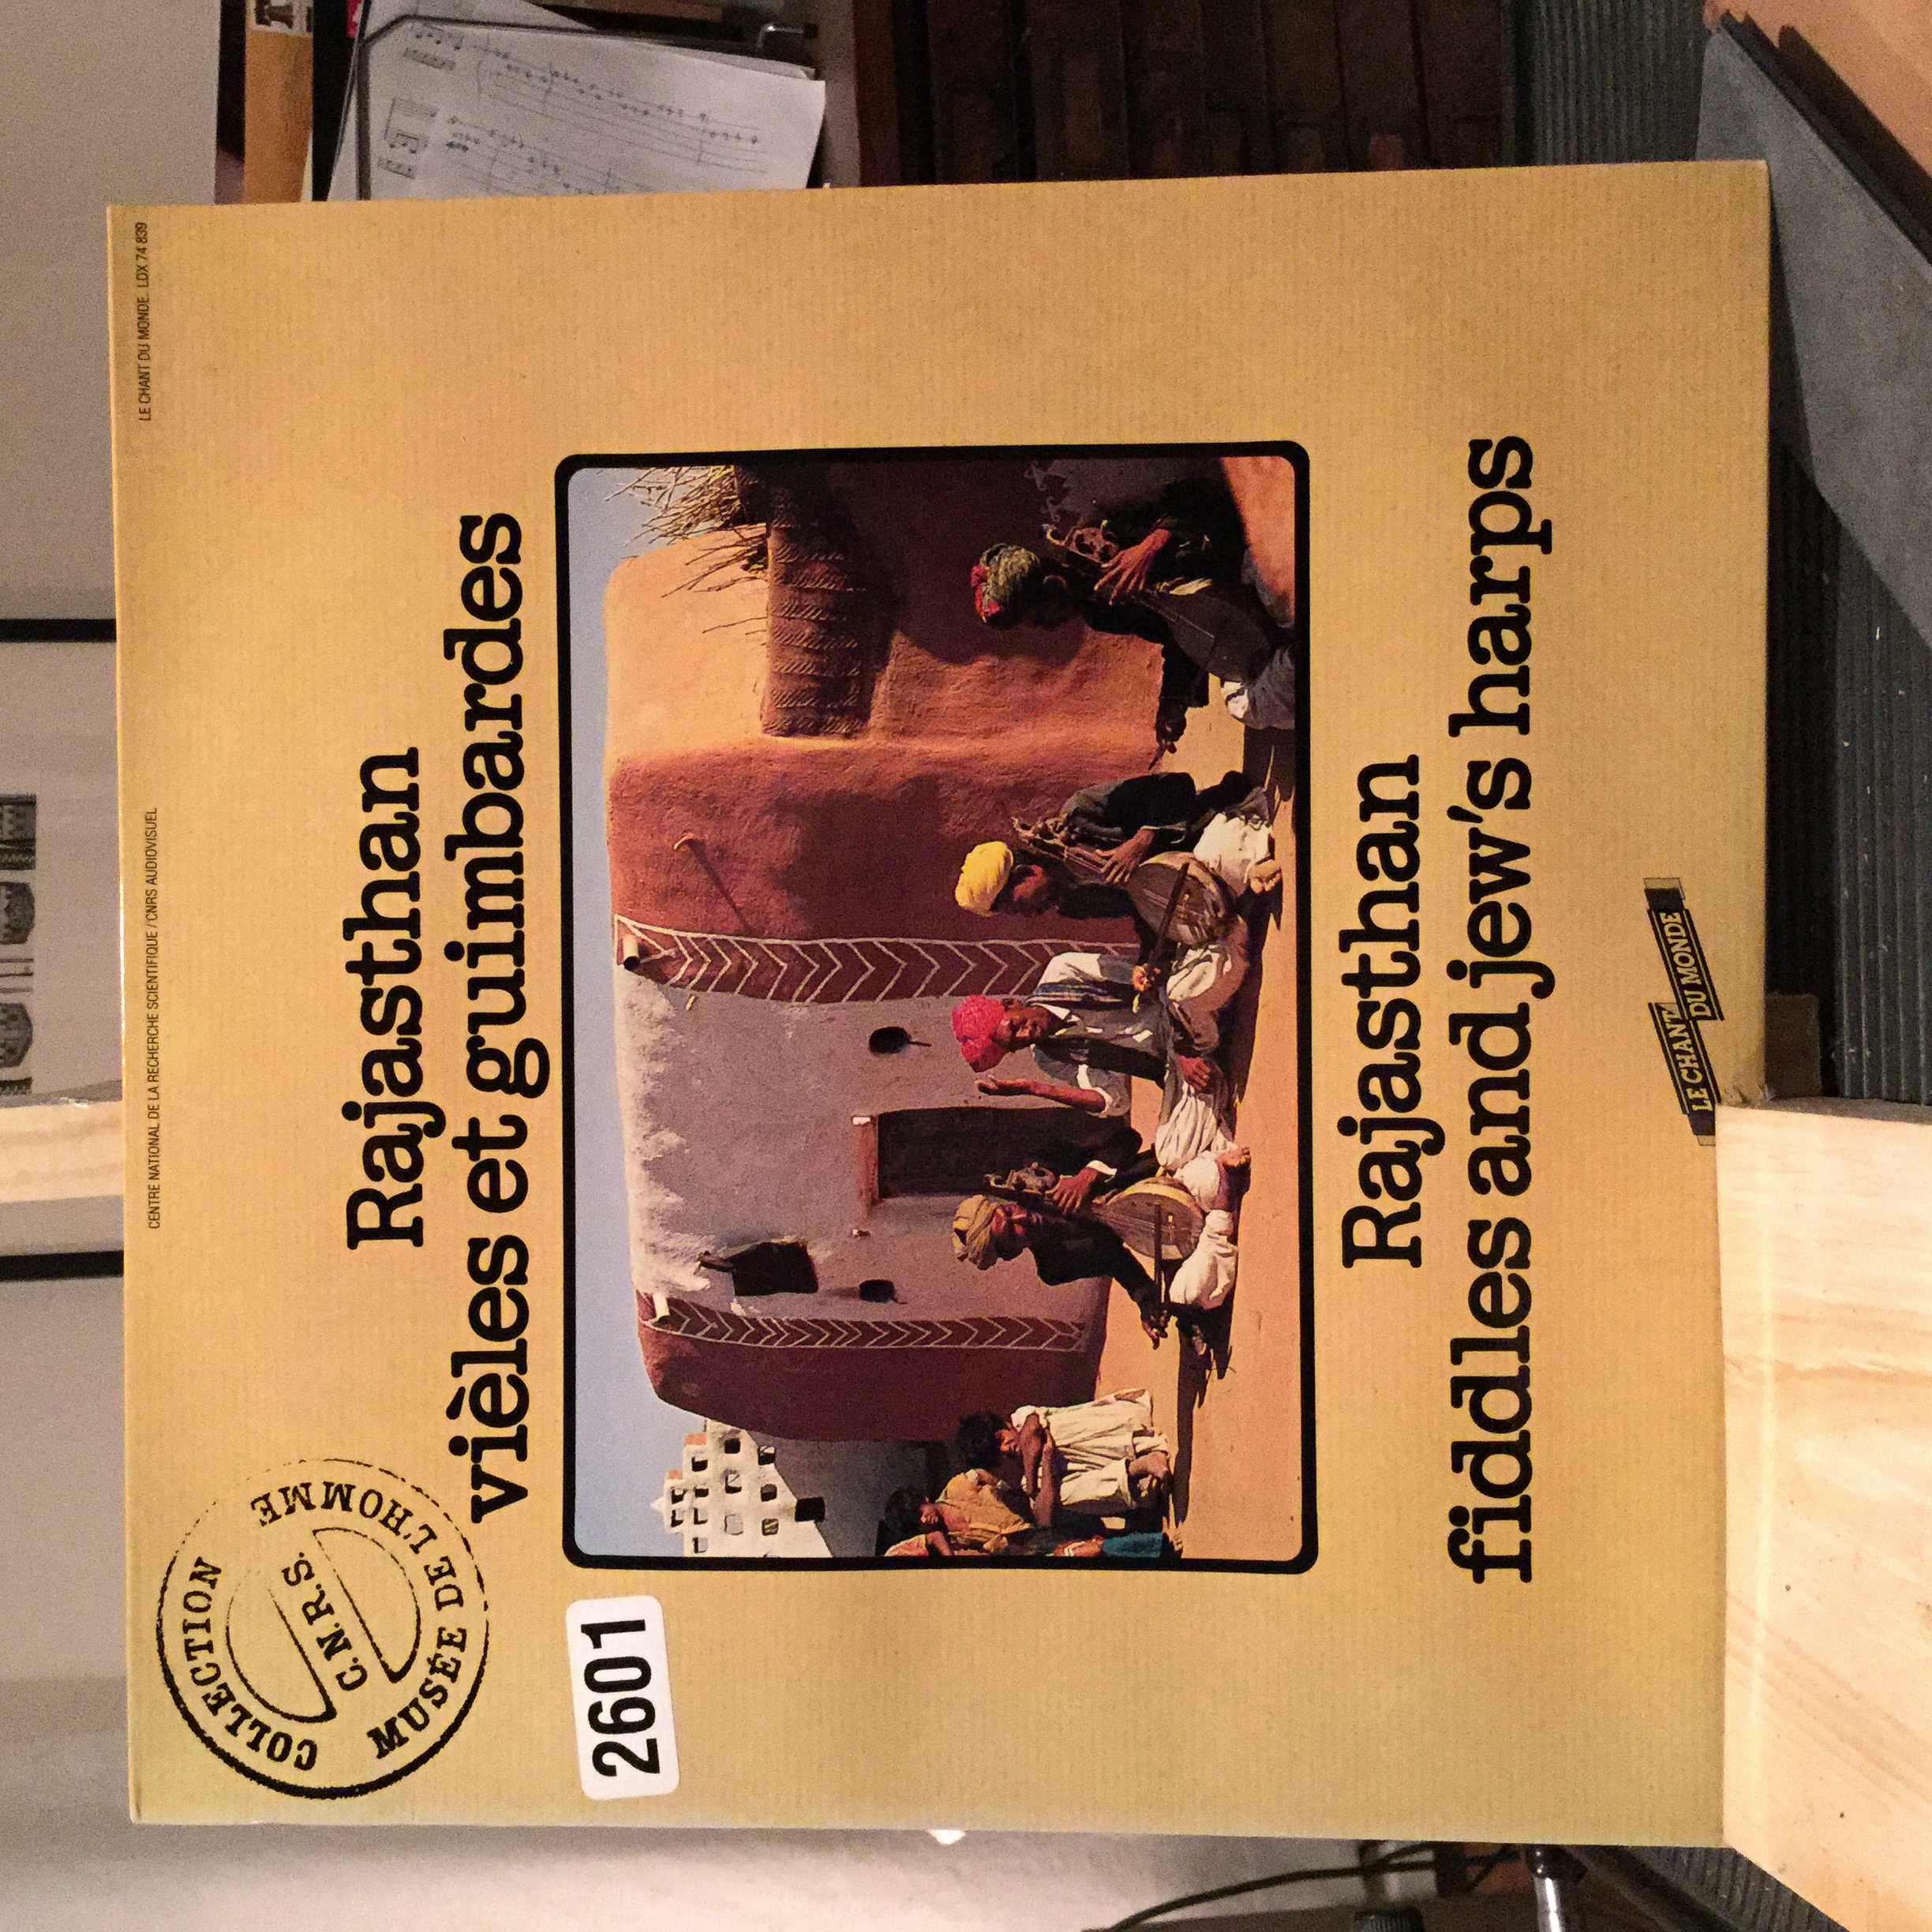 CENTRE NATIONAL DE LA RECHERCHE SCIENTIFIQUE / CNRS AUDIOVISUEL
LE CHANT DU MONDE. LDX 74 839
COLLECTION
C.N.R.S.
MUSÉE DE L'HOMME
Rajasthan
vièles et guimbardes
2601
Rajasthan
fiddles and jew's harps
LE CHANT
DU MONDE